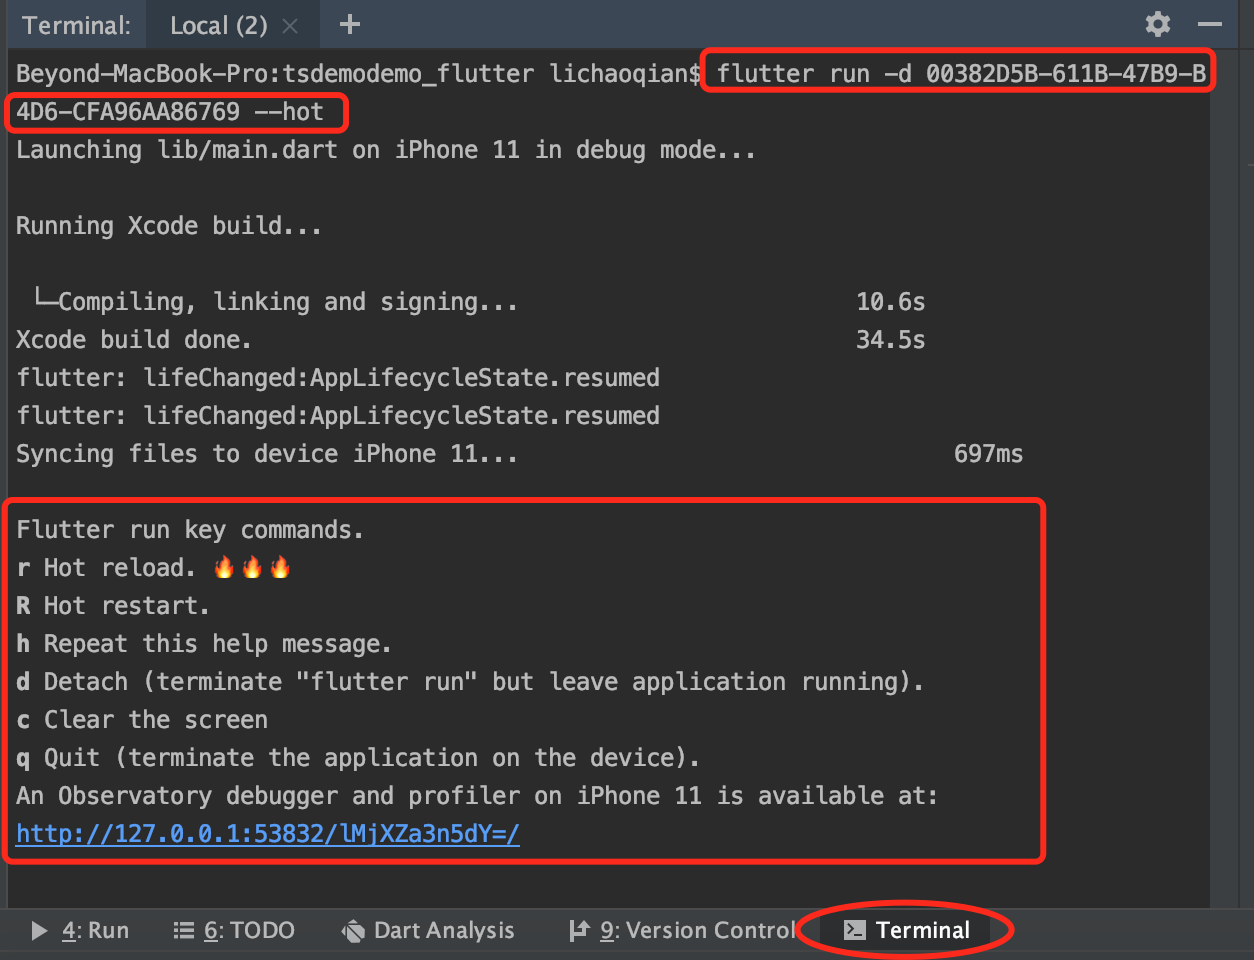 Terminal: Local (2) × +
Beyond-MacBook-Pro:tsdemodemo_flutter lichaoqian$ flutter run -d 00382D5B-611B-47B9-B
4D6-CFA96AA86769 --hot
Launching lib/main.dart on iPhone 11 in debug mode...
Running Xcode build...
└─Compiling, linking and signing... 10.6s
Xcode build done. 34.5s
flutter: lifeChanged:AppLifecycleState.resumed
flutter: lifeChanged:AppLifecycleState.resumed
Syncing files to device iPhone 11... 697ms
Flutter run key commands.
r Hot reload. 🔥🔥🔥
R Hot restart.
h Repeat this help message.
d Detach (terminate "flutter run" but leave application running).
c Clear the screen
q Quit (terminate the application on the device).
An Observatory debugger and profiler on iPhone 11 is available at:
http://127.0.0.1:53832/lMjXZa3n5dY=/
4: Run 6: TODO Dart Analysis 9: Version Control Terminal